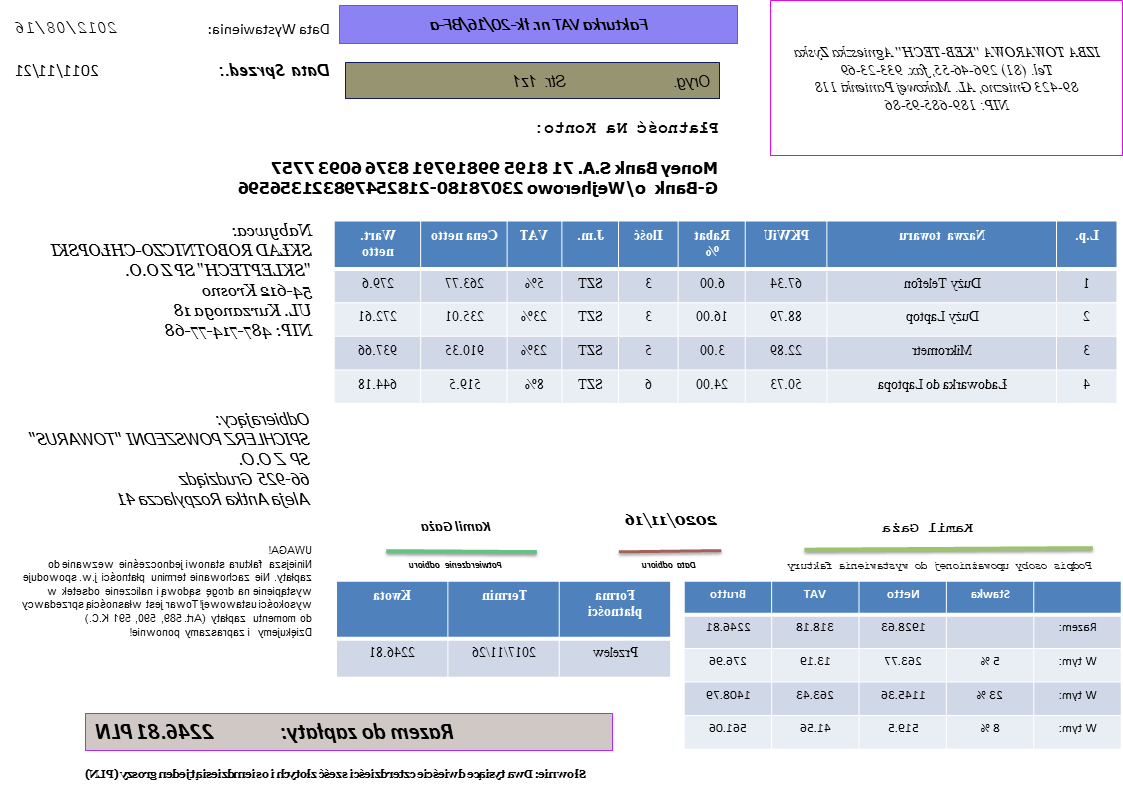 IZBA TOWAROWA "KEB-TECH" Agnieszka Zyska
Tel. (81) 296-46-55, fax. 933-23-69
89-423 Gniezno, AL. Makowej Panienki 118
NIP: 189-685-95-86
Fakturka VAT nr. fk-20/16/BF-a
Oryg. Str. 1z1
Data Wystawienia: 2012/08/16
Data Sprzed.: 2011/11/21
Płatność Na Konto:
Money Bank S.A. 71 8195 99819791 8376 6093 7757
G-Bank o/Wejherowo 23078180-218254798321356596
L.p. Nazwa towaru PKWiU Rabat % Ilość J.m. VAT Cena netto Wart. netto
1 Duży Telefon 67.34 6.00 3 SZT 5% 263.77 279.6
2 Duży Laptop 88.79 16.00 3 SZT 23% 235.01 272.61
3 Mikrometr 22.89 3.00 5 SZT 23% 910.35 937.66
4 Ładowarka do Laptopa 50.73 24.00 6 SZT 8% 519.5 644.18
Nabywca:
SKŁAD ROBOTNICZO-CHŁOPSKI
"SKLEPTECH" SP Z O.O.
54-612 Krosno
UL. Kurzanoga 18
NIP: 487-714-77-68
Odbierający:
SPICHLERZ POWSZEDNI "TOWARUS"
SP Z O.O.
66-925 Grudziądz
Aleja Antka Rozpylacza 41
Kamil Gaża
Podpis osoby upoważnionej do wystawienia faktury
2020/11/16
Data odbioru
Kamil Gaża
Potwierdzenie odbioru
UWAGA!
Niniejsza faktura stanowi jednocześnie wezwanie do
zapłaty. Nie zachowanie terminu płatności j.w. spowoduje
wystąpienie na drogę sądową i naliczenie odsetek w
wysokości ustawowej! Towar jest własnością sprzedawcy
do momentu zapłaty (Art. 589, 590, 591 K.C.)
Dziękujemy i zapraszamy ponownie!
Stawka Netto VAT Brutto
Razem: 1928.63 318.18 2246.81
W tym: 5 % 263.77 13.19 276.96
W tym: 23 % 1145.36 263.43 1408.79
W tym: 8 % 519.5 41.56 561.06
Forma płatności Termin Kwota
Przelew 2017/11/26 2246.81
Razem do zapłaty: 2246.81 PLN
Słownie: Dwa tysiące dwieście czterdzieści sześć złotych i osiemdziesiąt jeden groszy (PLN)